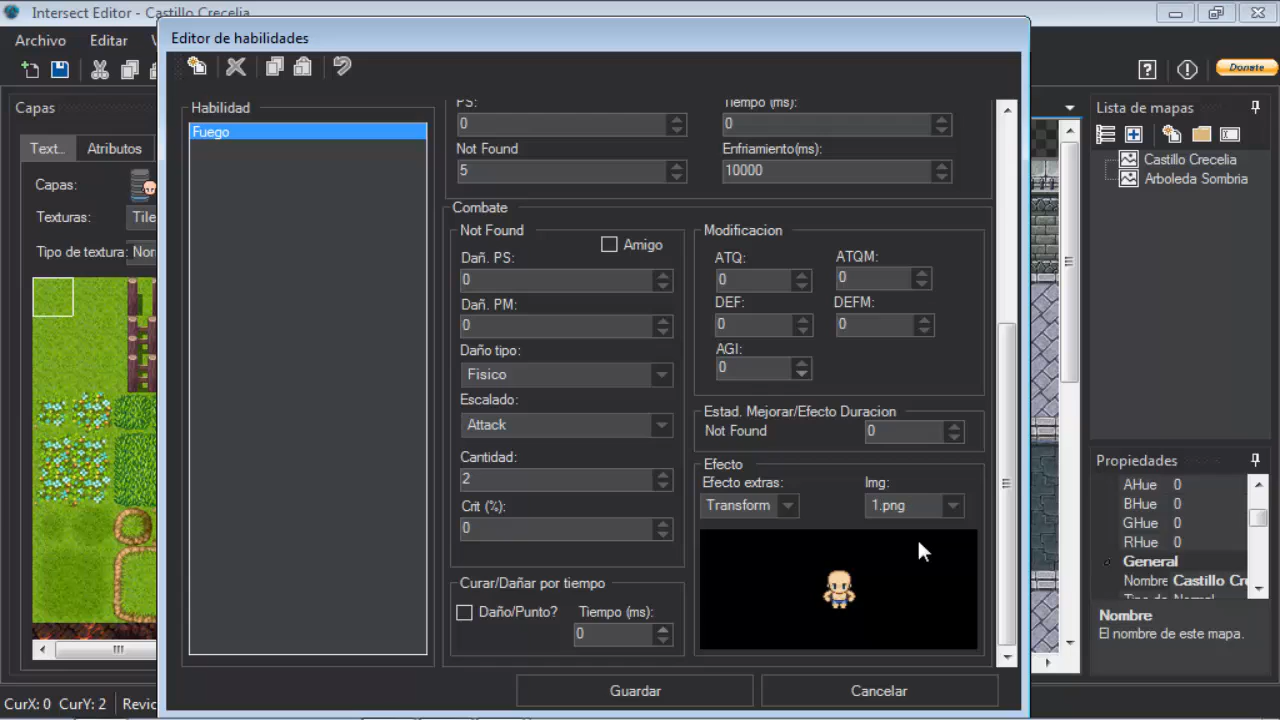 Intersect Editor - Castillo Crecelia
Archivo Editar
Donate
Capas
Text... Atributos
Capas:
Texturas: Tile
Tipo de textura: Nor
CurX: 0 CurY: 2 Revic
Editor de habilidades
Habilidad
Fuego
PS:
0
Tiempo (ms):
0
Not Found
5
Enfriamiento(ms):
10000
Combate
Not Found
Amigo
Dañ. PS:
0
Dañ. PM:
0
Daño tipo:
Fisico
Escalado:
Attack
Cantidad:
2
Crit (%):
0
Curar/Dañar por tiempo
Daño/Punto? Tiempo (ms):
0
Modificacion
ATQ: ATQM:
0 0
DEF: DEFM:
0 0
AGI:
0
Estad. Mejorar/Efecto Duracion
Not Found 0
Efecto
Efecto extras: Img:
Transform 1.png
Guardar Cancelar
Lista de mapas
Castillo Crecelia
Arboleda Sombria
Propiedades
AHue 0
BHue 0
GHue 0
RHue 0
General
Nombre Castillo Cre
Nombre
El nombre de este mapa.